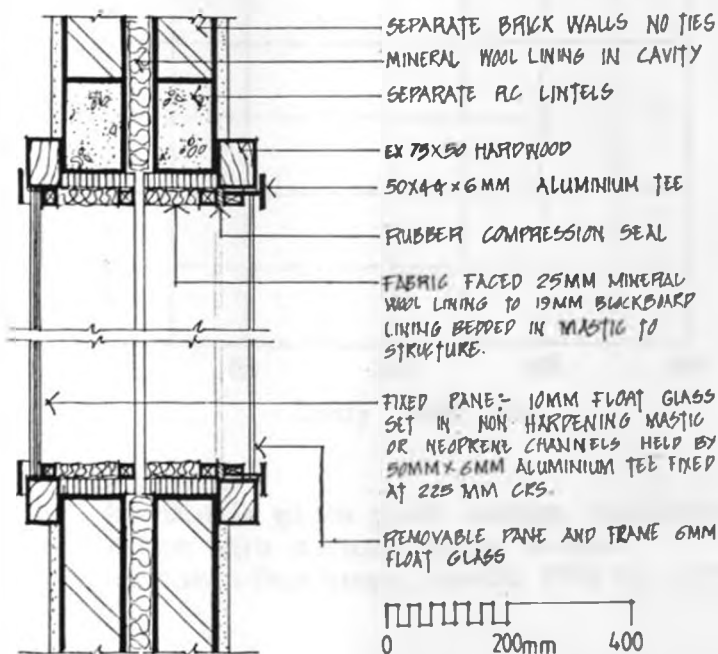 SEPARATE BRICK WALLS NO TIES
MINERAL WOOL LINING IN CAVITY
SEPARATE RC LINTELS
EX 75X50 HARDWOOD
50X44X6MM ALUMINIUM TEE
RUBBER COMPRESSION SEAL
FABRIC FACED 25MM MINERAL
WOOL LINING TO 19MM BLOCKBOARD
LINING BEDDED IN MASTIC TO
STRUCTURE.
FIXED PANE:- 10MM FLOAT GLASS
SET IN NON HARDENING MASTIC
OR NEOPRENE CHANNELS HELD BY
50MM X 6MM ALUMINIUM TEE FIXED
AT 225 MM CRS.
REMOVABLE PANE AND FRAME 6MM
FLOAT GLASS
0 200mm 400